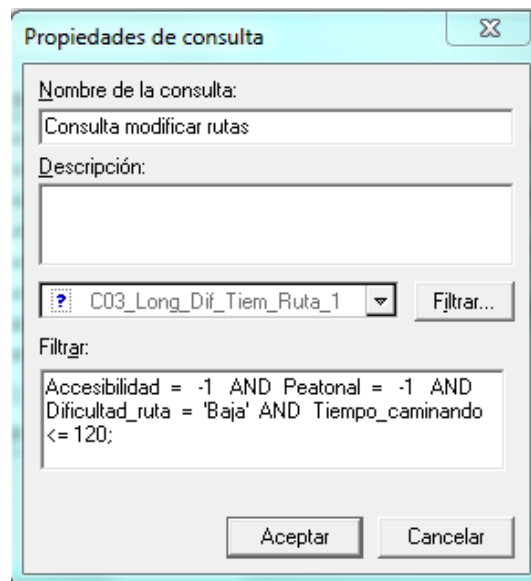 Propiedades de consulta
Nombre de la consulta:
Consulta modificar rutas
Descripción:
? C03_Long_Dif_Tiem_Ruta_1
Filtrar...
Filtrar:
Accesibilidad = -1 AND Peatonal = -1 AND
Dificultad_ruta = 'Baja' AND Tiempo_caminando
<= 120;
Aceptar
Cancelar